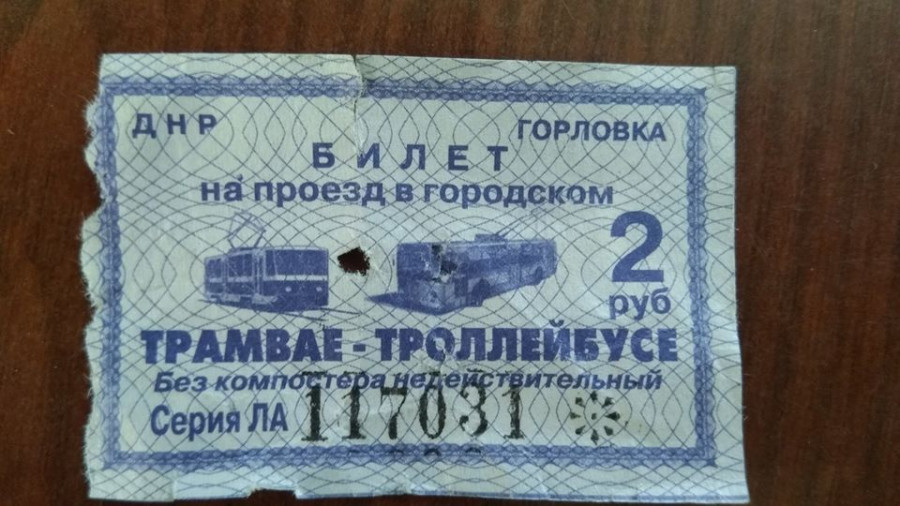 ДНР ГОРЛОВКА
БИЛЕТ
на проезд в городском
2
руб
ТРАМВАЕ - ТРОЛЛЕЙБУСЕ
Без компостера недействительный
Серия ЛА 117031